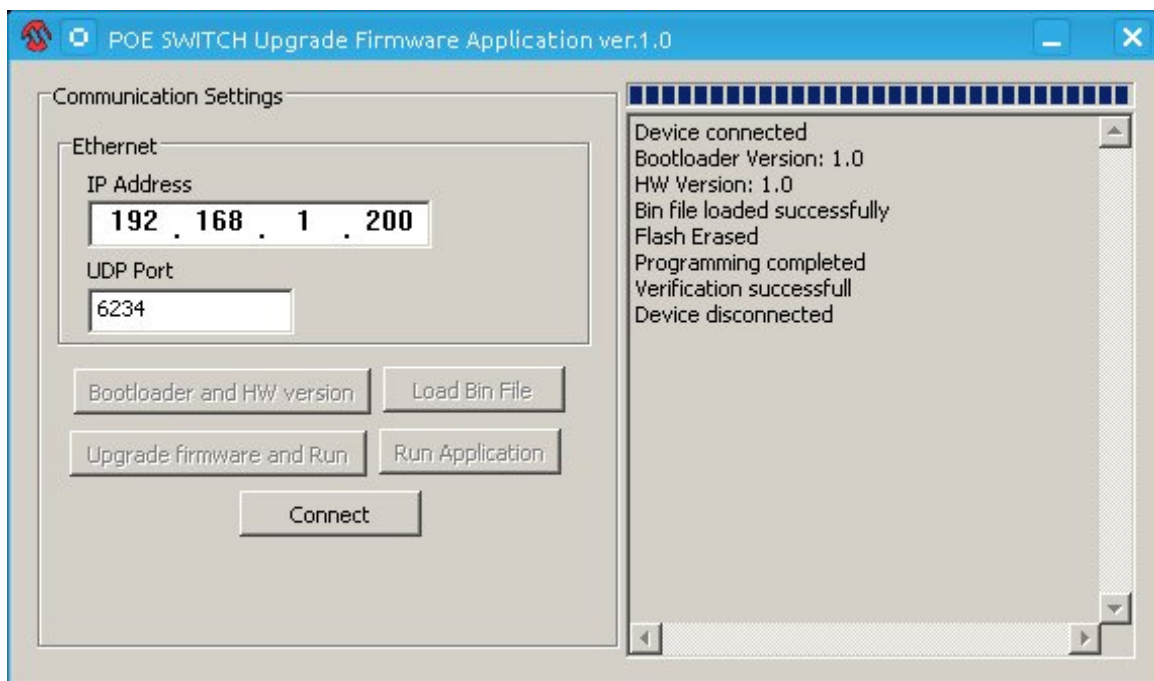 POE SWITCH Upgrade Firmware Application ver.1.0
Communication Settings
Ethernet
IP Address
192 . 168 . 1 . 200
UDP Port
6234
Bootloader and HW version
Load Bin File
Upgrade firmware and Run
Run Application
Connect
Device connected
Bootloader Version: 1.0
HW Version: 1.0
Bin file loaded successfully
Flash Erased
Programming completed
Verification successfull
Device disconnected